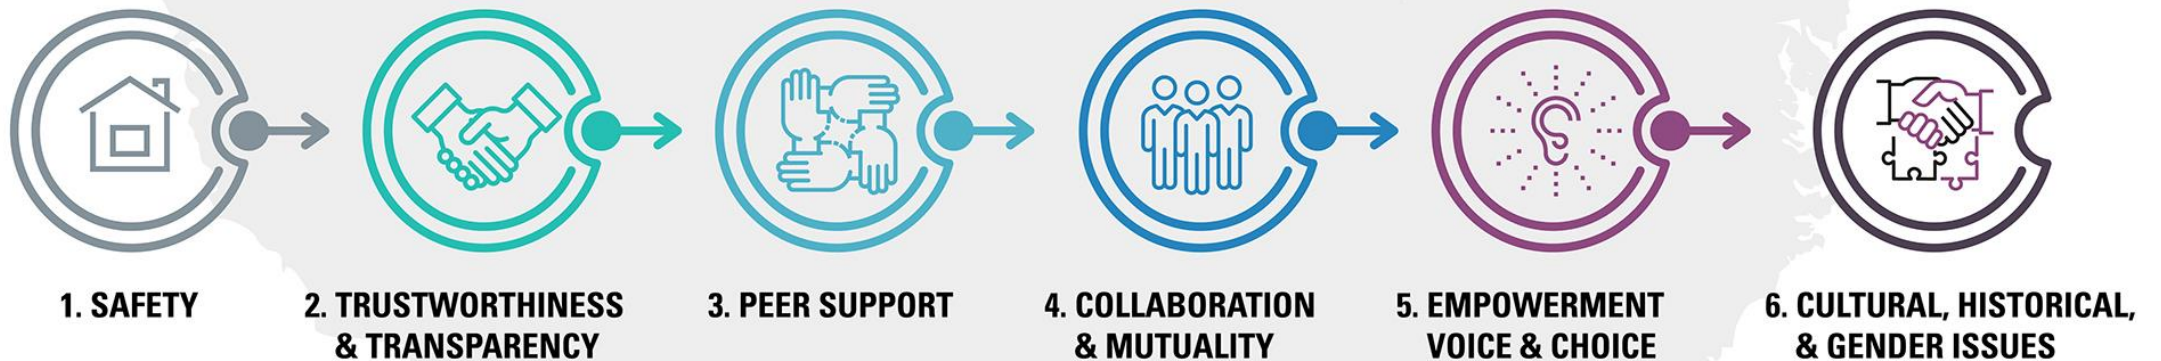 1. SAFETY
2. TRUSTWORTHINESS
& TRANSPARENCY
3. PEER SUPPORT
4. COLLABORATION
& MUTUALITY
5. EMPOWERMENT
VOICE & CHOICE
6. CULTURAL, HISTORICAL,
& GENDER ISSUES